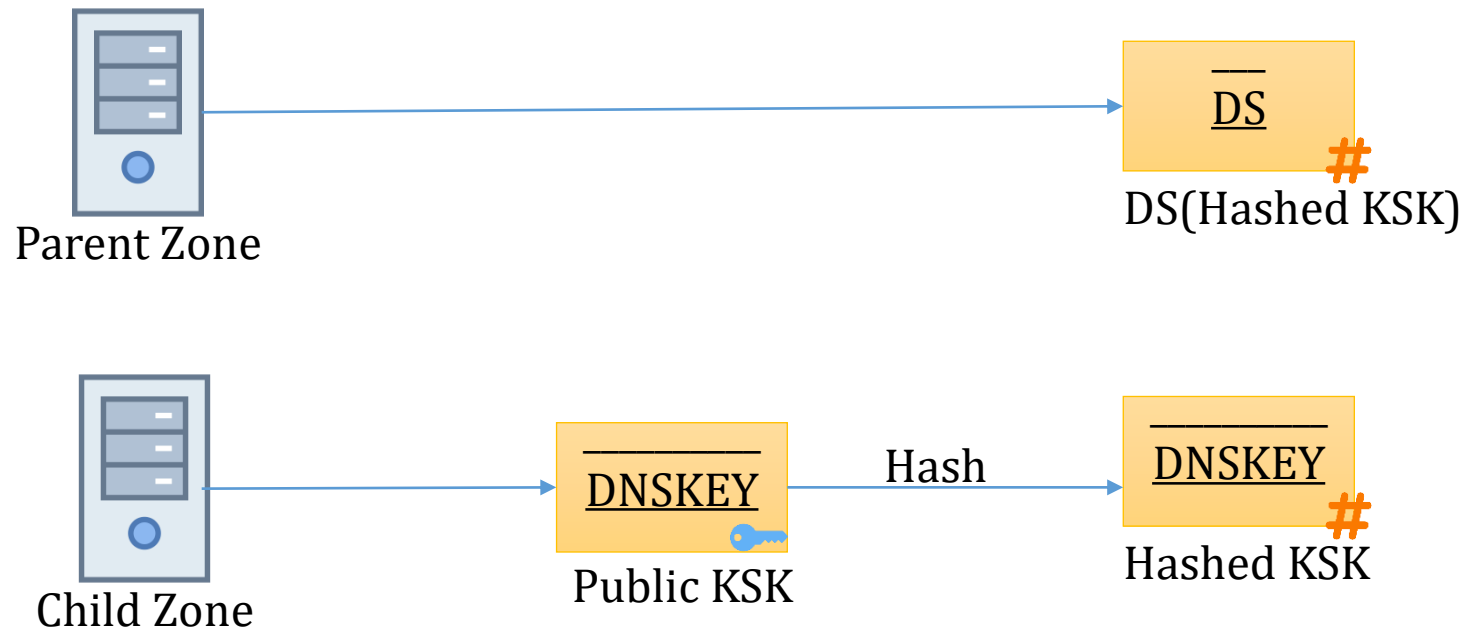 DS
DS(Hashed KSK)
Parent Zone
DNSKEY
Hash
DNSKEY
Public KSK
Hashed KSK
Child Zone